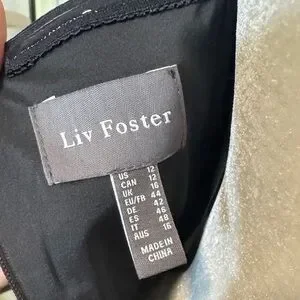 Liv Foster
US 12
CAN 12
UK 16
EU/FB 44
DE 42
ES 46
IT 48
AUS 16
MADE IN
CHINA